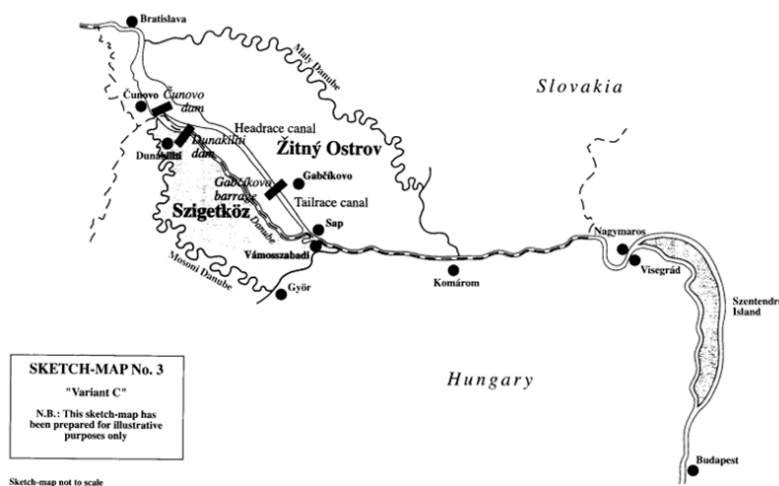 Bratislava
Maly Danube
Slovakia
Čunovo
Čunovo
dam
Headrace canal
Dunakiliti
dam
Dunakiliti
Žitný Ostrov
Gabčíkovo
Gabčíkovo
barrage
Tailrace canal
Szigetköz
Danube
Sap
Vámosszabadi
Mosoni Danube
Györ
Komárom
Nagymaros
Visegrád
Szentendre
Island
Hungary
Budapest
SKETCH-MAP No. 3
"Variant C"
N.B.: This sketch-map has
been prepared for illustrative
purposes only
Sketch-map not to scale